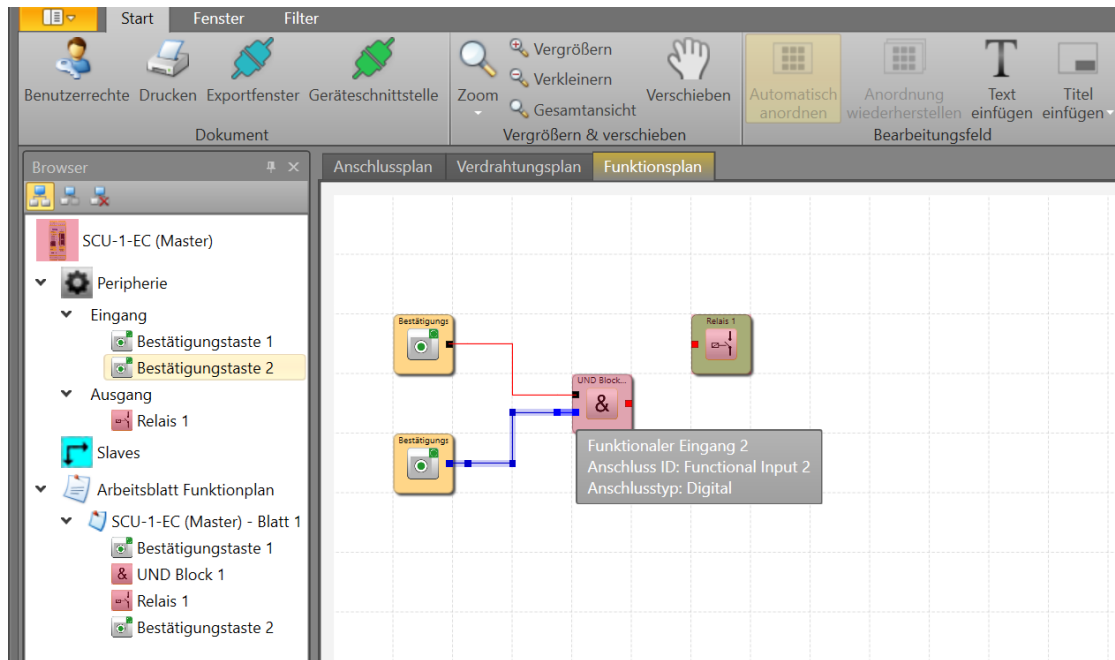 Start Fenster Filter
Benutzerrechte Drucken Exportfenster Geräteschnittstelle
Dokument
Zoom
Vergrößern
Verkleinern
Gesamtansicht
Verschieben
Vergrößern & verschieben
Automatisch
anordnen
Anordnung
wiederherstellen
Text
einfügen
Titel
einfügen
Bearbeitungsfeld
Browser
SCU-1-EC (Master)
Peripherie
Eingang
Bestätigungstaste 1
Bestätigungstaste 2
Ausgang
Relais 1
Slaves
Arbeitsblatt Funktionplan
SCU-1-EC (Master) - Blatt 1
Bestätigungstaste 1
& UND Block 1
Relais 1
Bestätigungstaste 2
Anschlussplan Verdrahtungsplan Funktionsplan
Bestätigungs
Relais 1
UND Block...
&
Bestätigungs
Funktionaler Eingang 2
Anschluss ID: Functional Input 2
Anschlusstyp: Digital